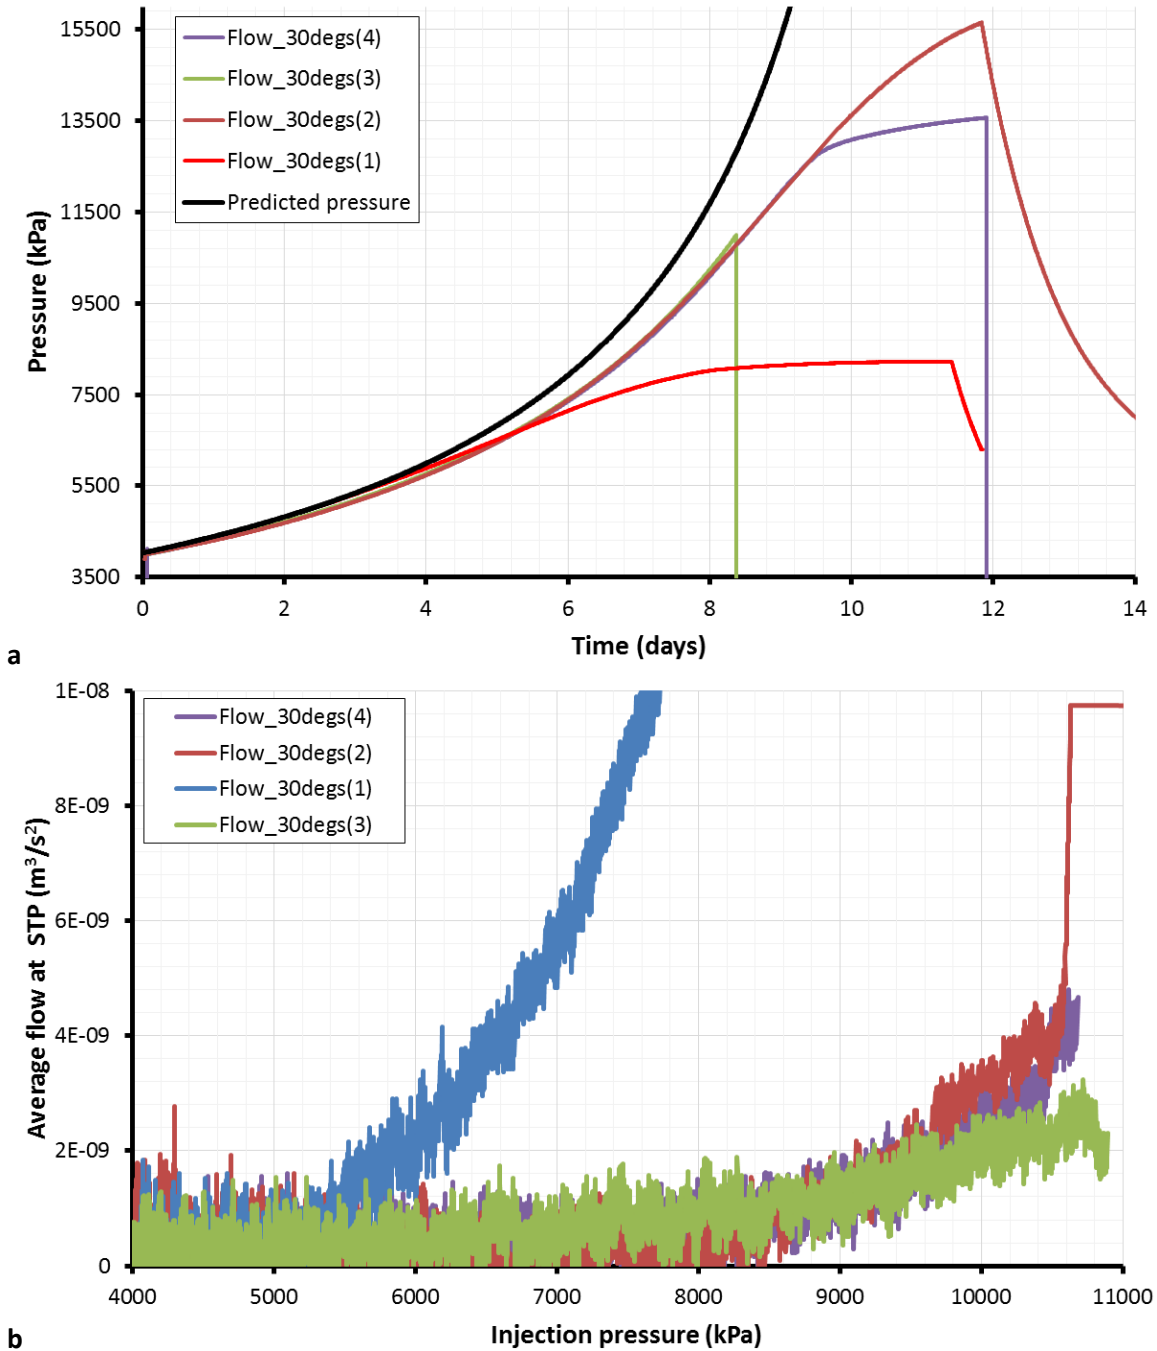 15500
13500
11500
9500
7500
5500
3500
Pressure (kPa)
Flow_30degs(4)
Flow_30degs(3)
Flow_30degs(2)
Flow_30degs(1)
Predicted pressure
0 2 4 6 8 10 12 14
Time (days)
a
1E-08
8E-09
6E-09
4E-09
2E-09
0
Average flow at STP (m³/s²)
Flow_30degs(4)
Flow_30degs(2)
Flow_30degs(1)
Flow_30degs(3)
4000 5000 6000 7000 8000 9000 10000 11000
Injection pressure (kPa)
b